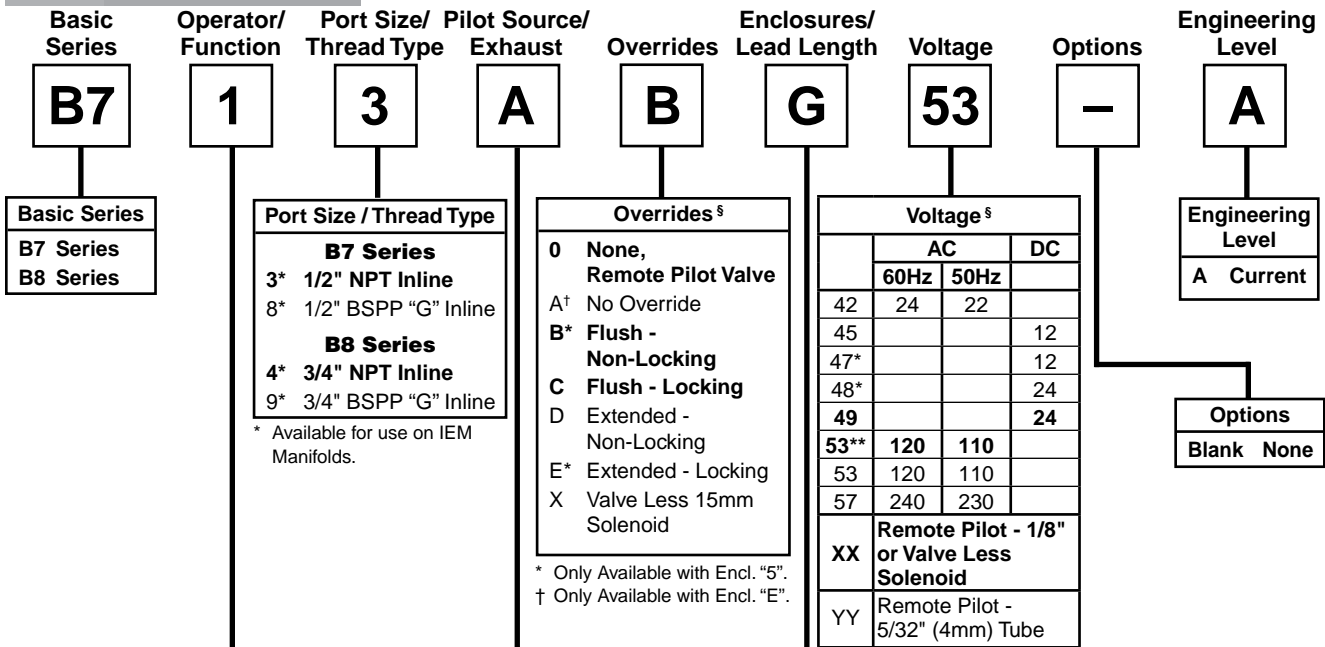 Basic Series
Operator/ Function
Port Size/ Thread Type
Pilot Source/ Exhaust
Overrides
Enclosures/ Lead Length
Voltage
Options
Engineering Level
B7 1 3 A B G 53 – A
Basic Series
B7 Series
B8 Series
Port Size / Thread Type
B7 Series
3* 1/2" NPT Inline
8* 1/2" BSPP “G” Inline
B8 Series
4* 3/4" NPT Inline
9* 3/4" BSPP “G” Inline
* Available for use on IEM
Manifolds.
Overrides §
0 None,
Remote Pilot Valve
A† No Override
B* Flush -
Non-Locking
C Flush - Locking
D Extended -
Non-Locking
E* Extended - Locking
X Valve Less 15mm
Solenoid
* Only Available with Encl. “5”.
† Only Available with Encl. “E”.
Voltage §
AC DC
60Hz 50Hz
42 24 22
45 12
47* 12
48* 24
49 24
53** 120 110
53 120 110
57 240 230
XX Remote Pilot - 1/8"
or Valve Less
Solenoid
YY Remote Pilot -
5/32" (4mm) Tube
Options
Blank None
Engineering
Level
A Current